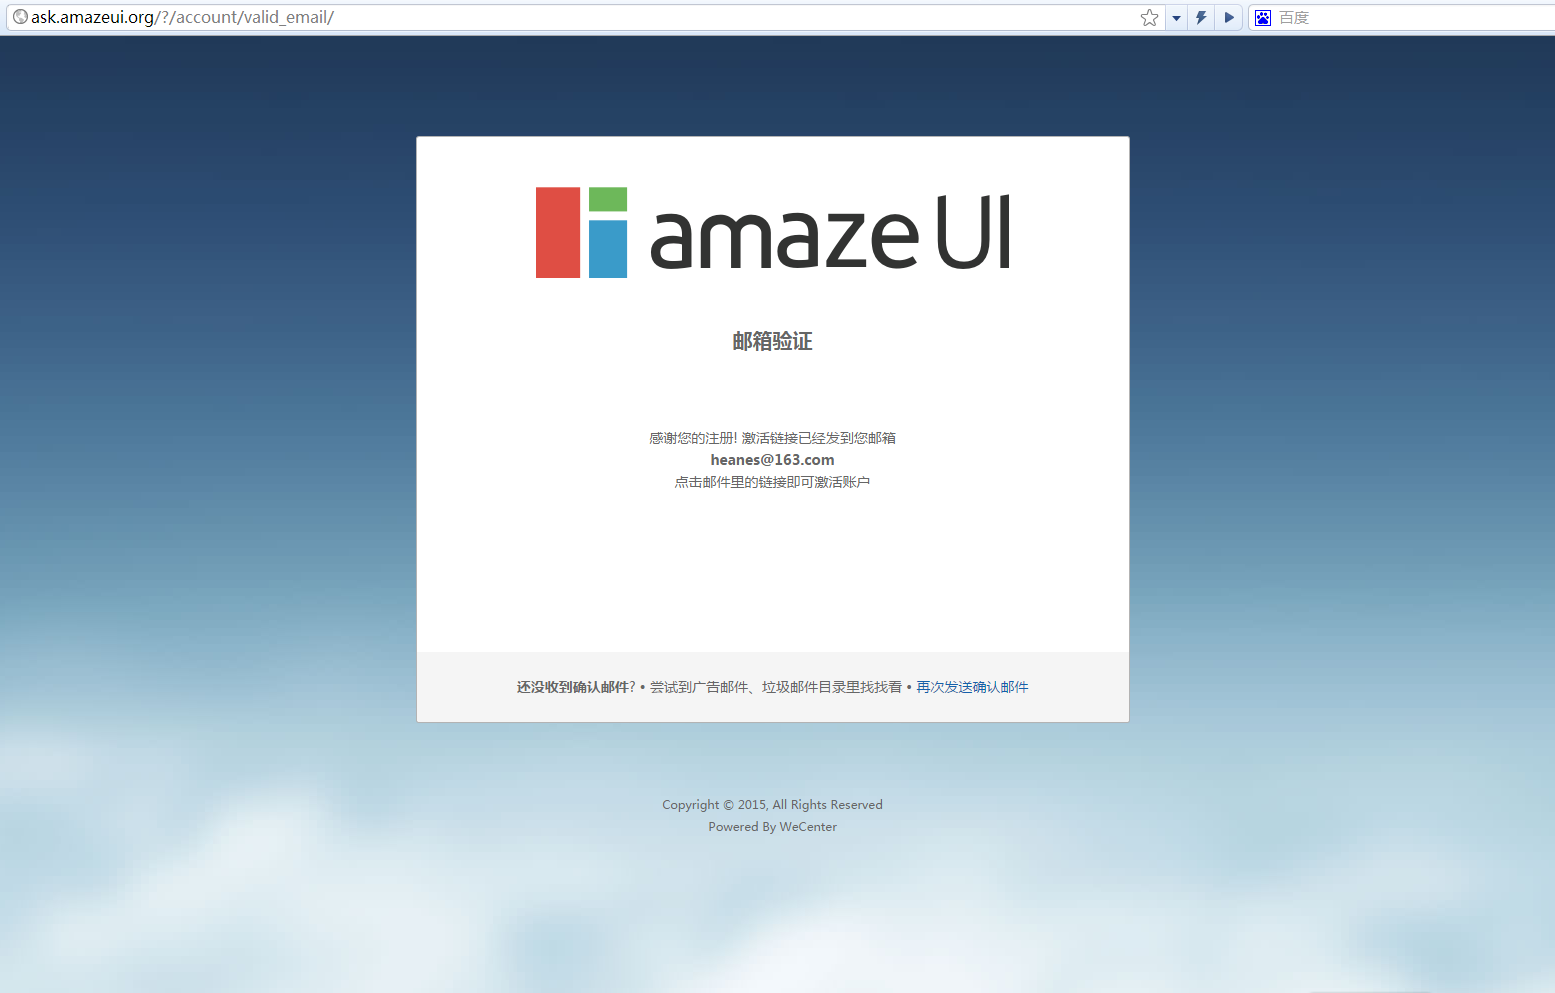 ask.amazeui.org/?/account/valid_email/
百度
amaze UI
邮箱验证
感谢您的注册! 激活链接已经发到您邮箱
heanes@163.com
点击邮件里的链接即可激活账户
还没收到确认邮件? • 尝试到广告邮件、垃圾邮件目录里找找看 • 再次发送确认邮件
Copyright © 2015, All Rights Reserved
Powered By WeCenter